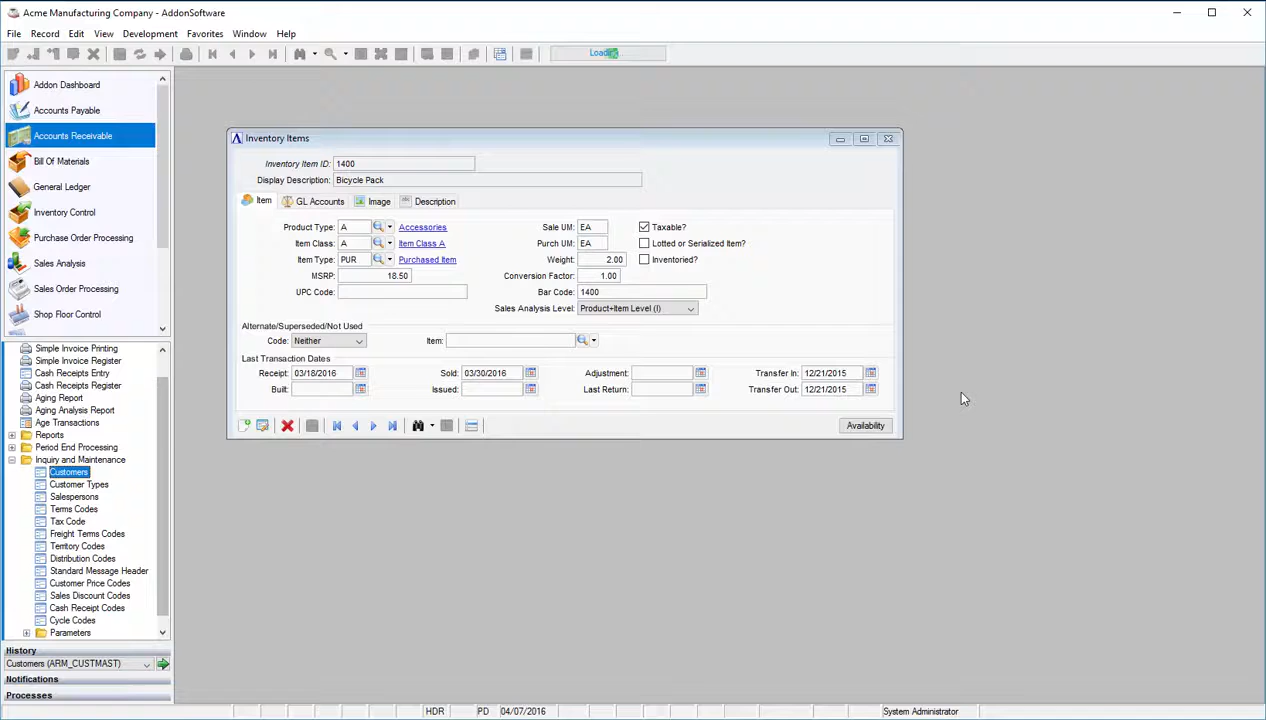 Acme Manufacturing Company - AddonSoftware
File Record Edit View Development Favorites Window Help
Addon Dashboard
Accounts Payable
Accounts Receivable
Bill Of Materials
General Ledger
Inventory Control
Purchase Order Processing
Sales Analysis
Sales Order Processing
Shop Floor Control
Simple Invoice Printing
Simple Invoice Register
Cash Receipts Entry
Cash Receipts Register
Aging Report
Aging Analysis Report
Age Transactions
Reports
Period End Processing
Inquiry and Maintenance
Customers
Customer Types
Salespersons
Terms Codes
Tax Code
Freight Terms Codes
Territory Codes
Distribution Codes
Standard Message Header
Customer Price Codes
Sales Discount Codes
Cash Receipt Codes
Cycle Codes
Parameters
History
Customers (ARM_CUSTMAST)
Notifications
Processes
Inventory Items
Inventory Item ID: 1400
Display Description: Bicycle Pack
Item GL Accounts Image Description
Product Type: A Accessories Sale UM: EA Taxable?
Item Class: A Item Class A Purch UM: EA Lotted or Serialized Item?
Item Type: PUR Purchased Item Weight: 2.00 Inventoried?
MSRP: 18.50 Conversion Factor: 1.00
UPC Code: Bar Code: 1400
Sales Analysis Level: Product+Item Level (I)
Alternate/Superseded/Not Used
Code: Neither Item:
Last Transaction Dates
Receipt: 03/18/2016 Sold: 03/30/2016 Adjustment: Transfer In: 12/21/2015
Built: Issued: Last Return: Transfer Out: 12/21/2015
Availability
HDR PD 04/07/2016 System Administrator